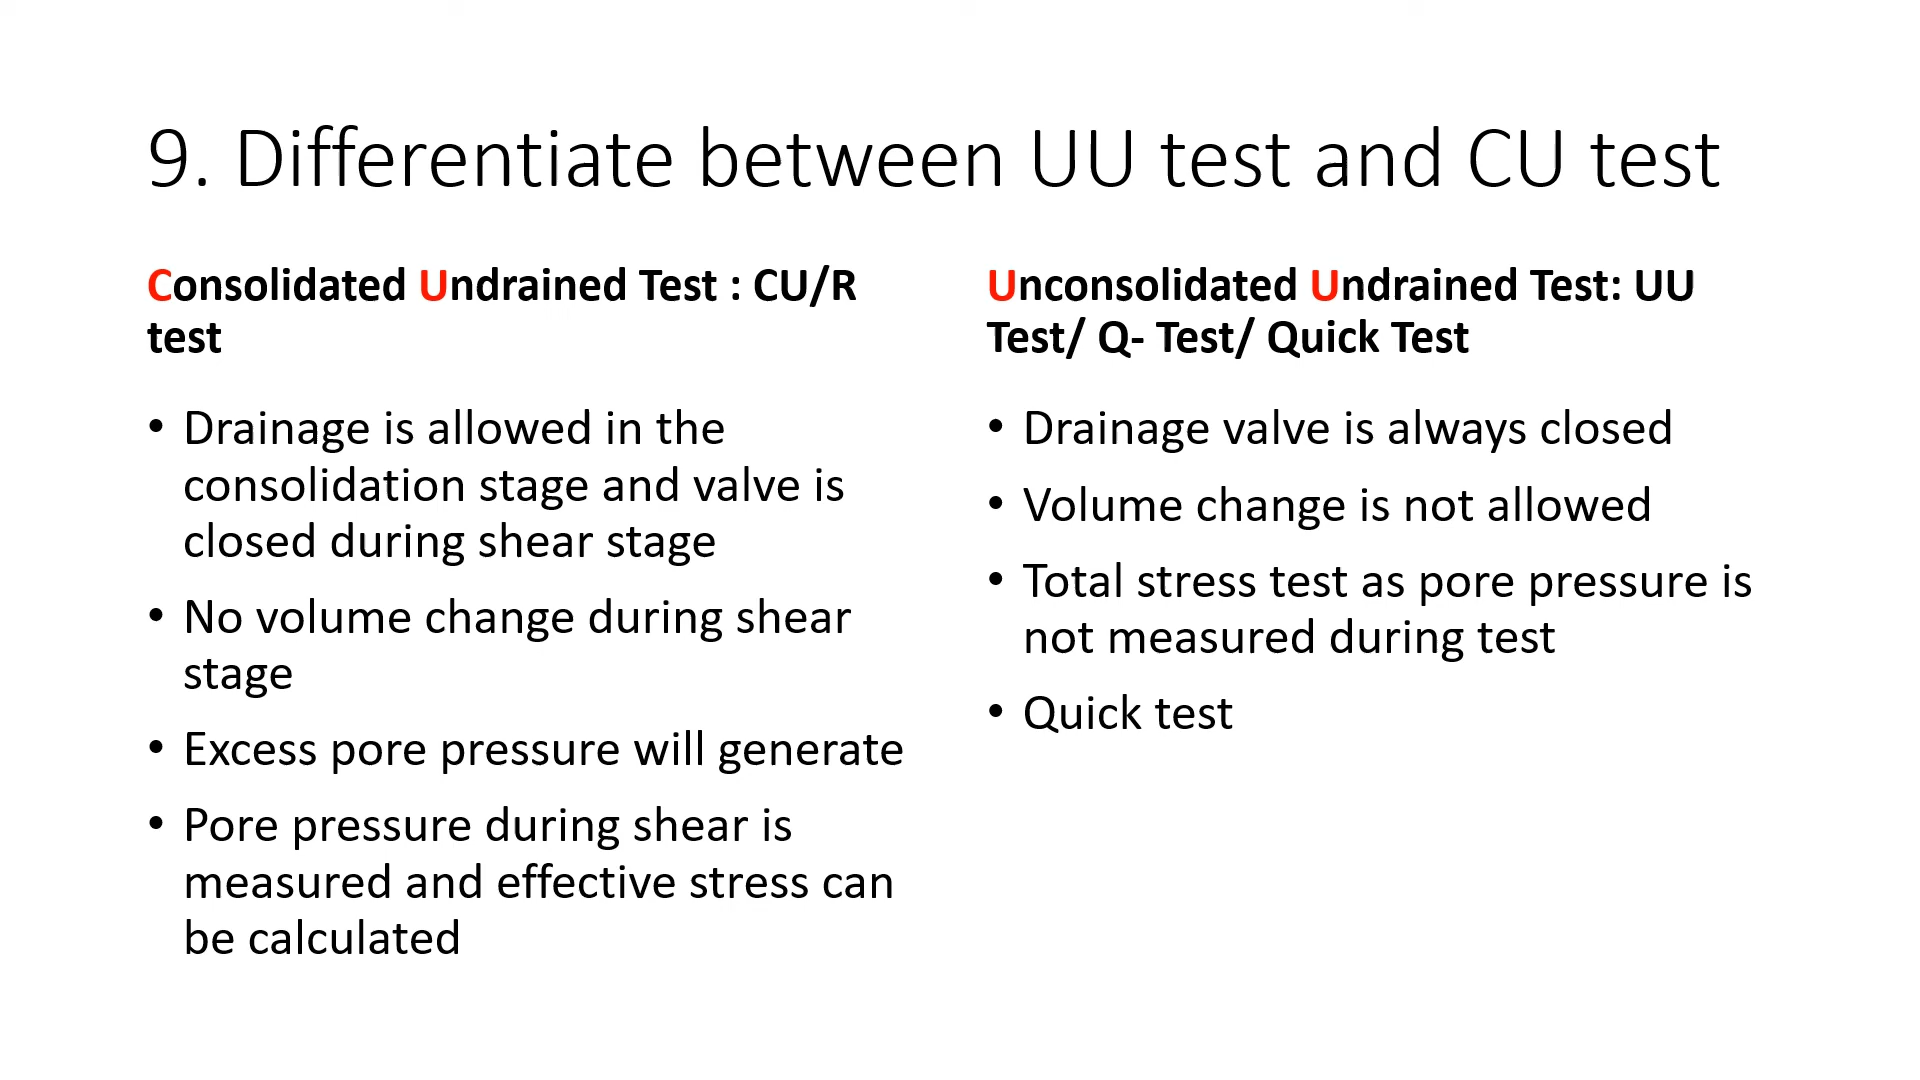 9. Differentiate between UU test and CU test
Consolidated Undrained Test : CU/R
test
• Drainage is allowed in the
consolidation stage and valve is
closed during shear stage
• No volume change during shear
stage
• Excess pore pressure will generate
• Pore pressure during shear is
measured and effective stress can
be calculated
Unconsolidated Undrained Test: UU
Test/ Q- Test/ Quick Test
• Drainage valve is always closed
• Volume change is not allowed
• Total stress test as pore pressure is
not measured during test
• Quick test